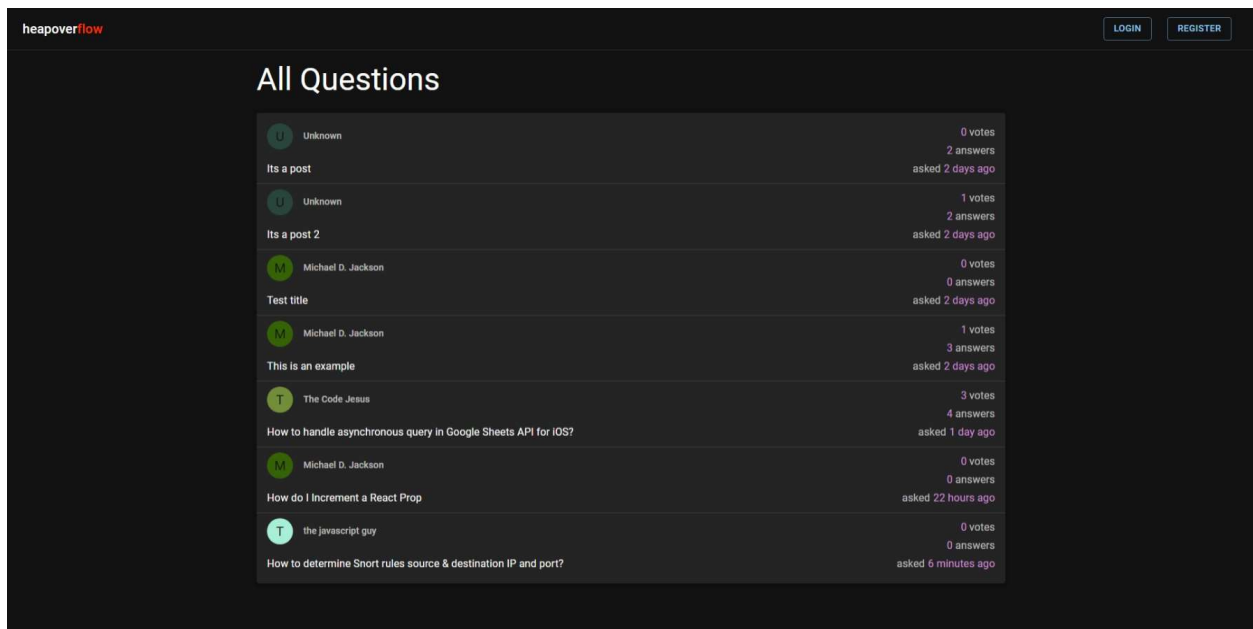 heapoverflow
LOGIN
REGISTER
All Questions
U
Unknown
0 votes
2 answers
Its a post
asked 2 days ago
U
Unknown
1 votes
2 answers
Its a post 2
asked 2 days ago
M
Michael D. Jackson
0 votes
0 answers
Test title
asked 2 days ago
M
Michael D. Jackson
1 votes
3 answers
This is an example
asked 2 days ago
T
The Code Jesus
3 votes
4 answers
How to handle asynchronous query in Google Sheets API for iOS?
asked 1 day ago
M
Michael D. Jackson
0 votes
0 answers
How do I Increment a React Prop
asked 22 hours ago
T
the javascript guy
0 votes
0 answers
How to determine Snort rules source & destination IP and port?
asked 6 minutes ago